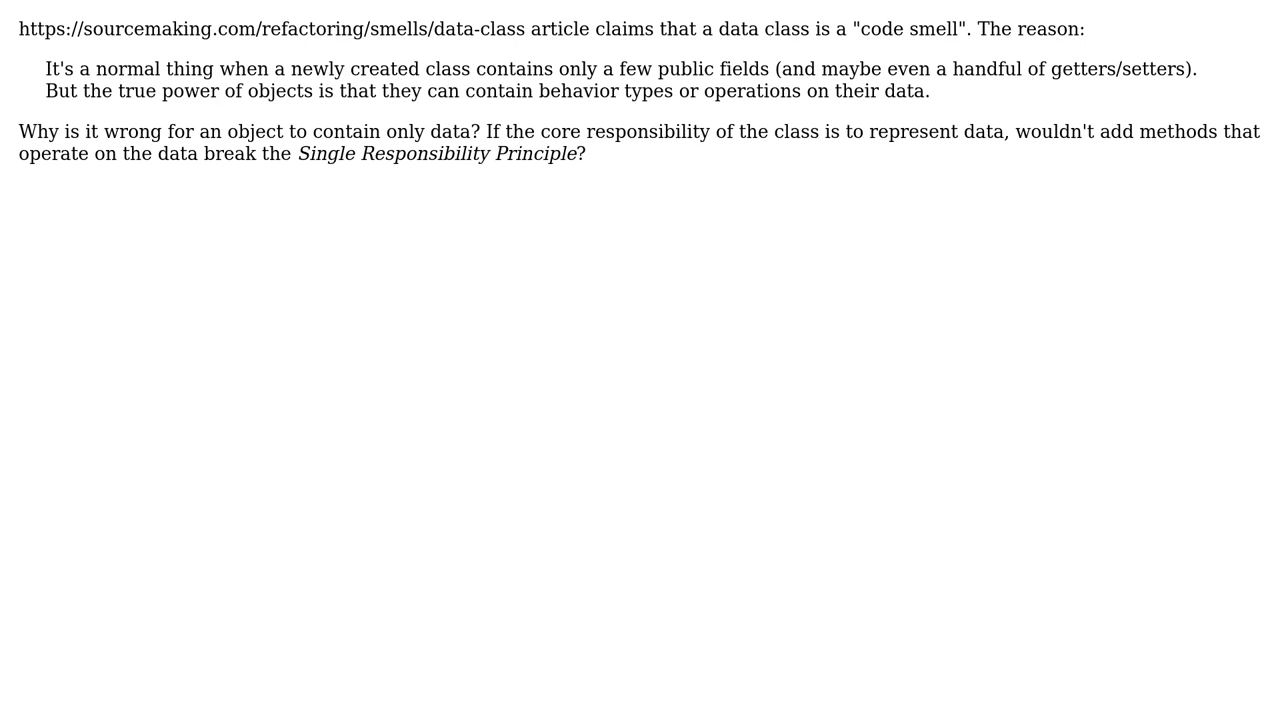 https://sourcemaking.com/refactoring/smells/data-class article claims that a data class is a "code smell". The reason:
It's a normal thing when a newly created class contains only a few public fields (and maybe even a handful of getters/setters).
But the true power of objects is that they can contain behavior types or operations on their data.
Why is it wrong for an object to contain only data? If the core responsibility of the class is to represent data, wouldn't add methods that
operate on the data break the Single Responsibility Principle?